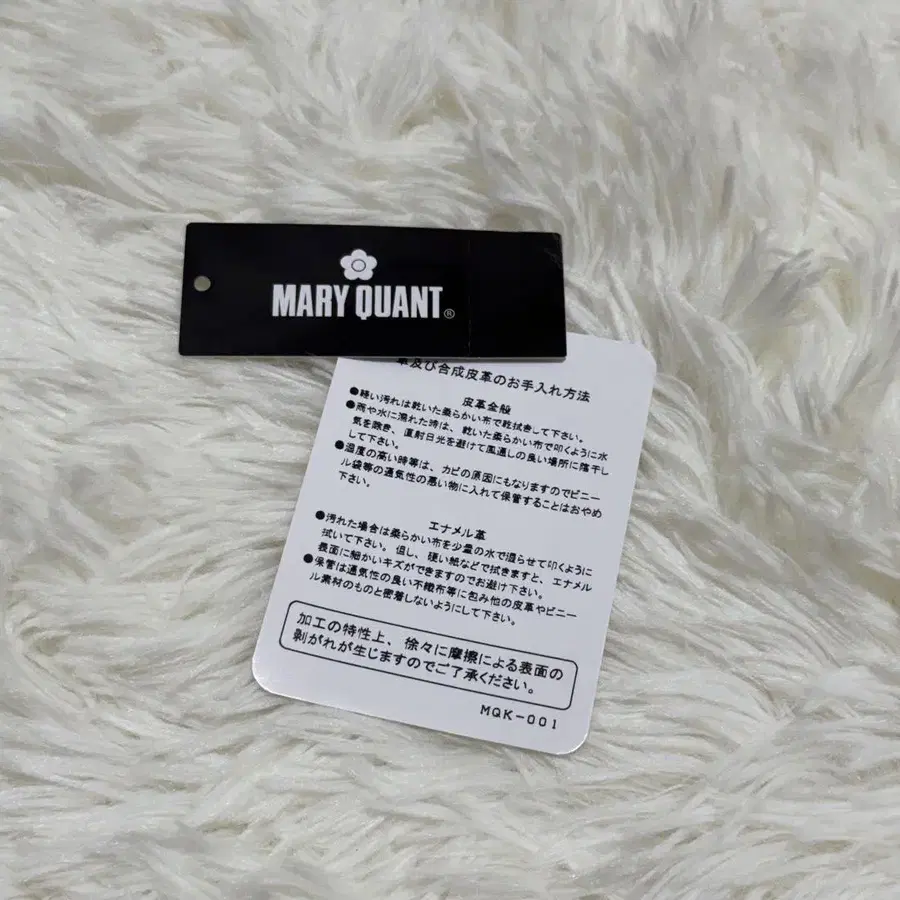 MARY QUANT®
革及び合成皮革のお手入れ方法
皮革全般
●軽い汚れは乾いた柔らかい布で乾拭きして下さい。
●雨や水に濡れた時は、乾いた柔らかい布で叩くように水
気を除き、直射日光を避けて風通しの良い場所に陰干し
して下さい。
●温度の高い時等は、カビの原因にもなりますのでビニー
ル袋等の通気性の悪い物に入れて保管することはおやめ
下さい。
エナメル革
●汚れた場合は柔らかい布を少量の水で湿らせて叩くように
拭いて下さい。但し、硬い紙などで拭きますと、エナメル
表面に細かいキズができますのでお避け下さい。
●保管は通気性の良い不織布等に包み他の皮革やビニー
ル素材のものと密着しないようにして下さい。
加工の特性上、徐々に摩擦による表面の
剥がれが生じますのでご了承ください。
MQK-001